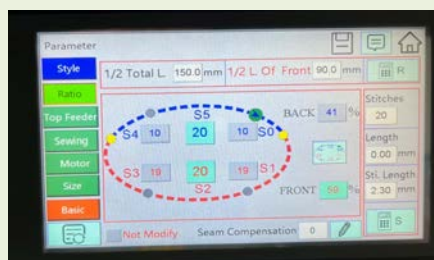 Parameter
Style
1/2 Total L. 150.0 mm 1/2 L. Of Front 90.0 mm R
Ratio
Stitches
Top Feeder
S5
BACK 41 %
20
S4 10 20 10 S0
Sewing
Length
0.00 mm
Motor
S3 19 20 19 S1
Sti. Length
Size
S2
FRONT 59 %
2.30 mm
Basic
Not Modify Seam Compensation 0
S